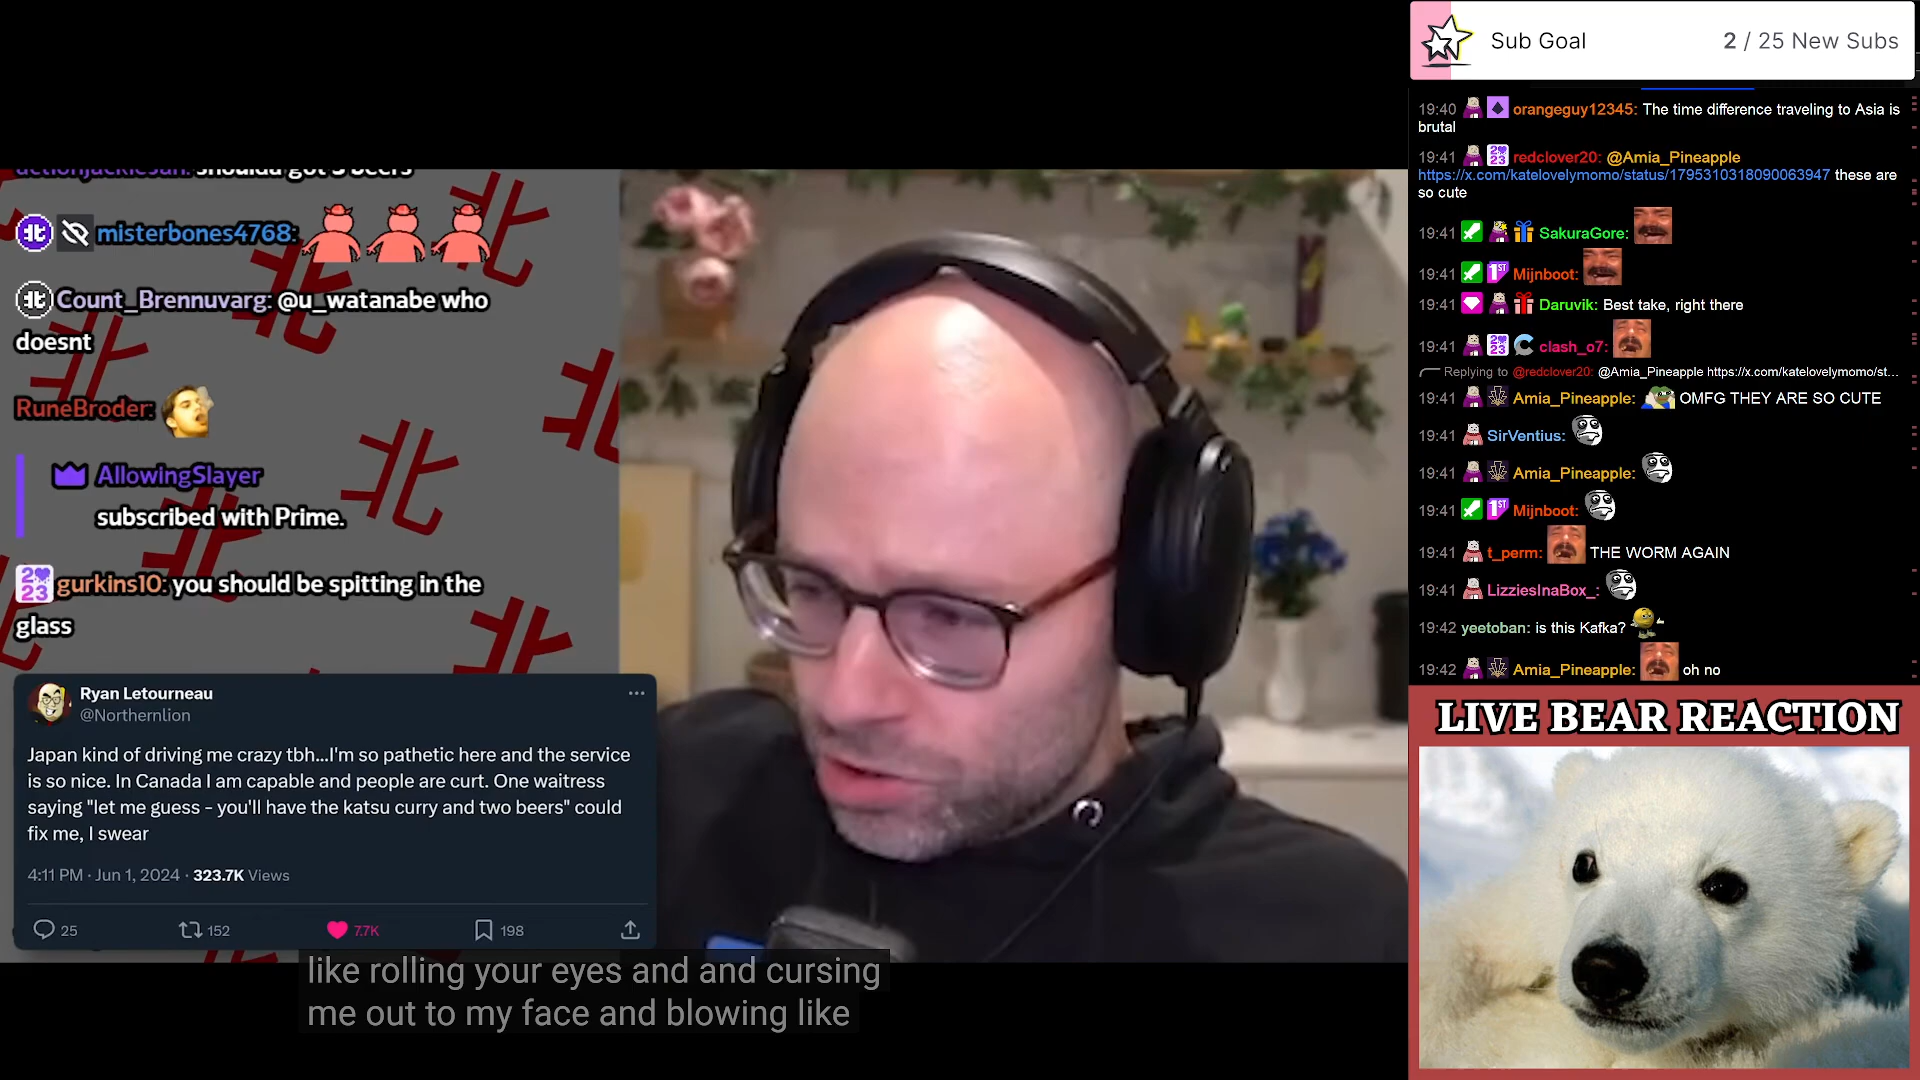 actionjacklesan: shoulda got 3 beers
misterbones4768:
Count_Brennuvarg: @u_watanabe who
doesnt
RuneBroder:
AllowingSlayer
subscribed with Prime.
2 23 gurkins10: you should be spitting in the
glass
Ryan Letourneau
@Northernlion
Japan kind of driving me crazy tbh...I'm so pathetic here and the service
is so nice. In Canada I am capable and people are curt. One waitress
saying "let me guess - you'll have the katsu curry and two beers" could
fix me, I swear
4:11 PM · Jun 1, 2024 · 323.7K Views
25 152 7.7K 198
like rolling your eyes and and cursing
me out to my face and blowing like
Sub Goal 2 / 25 New Subs
19:40 orangeguy12345: The time difference traveling to Asia is
brutal
19:41 redclover20: @Amia_Pineapple
https://x.com/katelovelymomo/status/1795310318090063947 these are
so cute
19:41 SakuraGore:
19:41 1ST Mijnboot:
19:41 Daruvik: Best take, right there
19:41 clash_o7:
Replying to @redclover20: @Amia_Pineapple https://x.com/katelovelymomo/st...
19:41 Amia_Pineapple: OMFG THEY ARE SO CUTE
19:41 SirVentius:
19:41 Amia_Pineapple:
19:41 1ST Mijnboot:
19:41 t_perm: THE WORM AGAIN
19:41 LizziesInaBox_:
19:42 yeetoban: is this Kafka?
19:42 Amia_Pineapple: oh no
LIVE BEAR REACTION